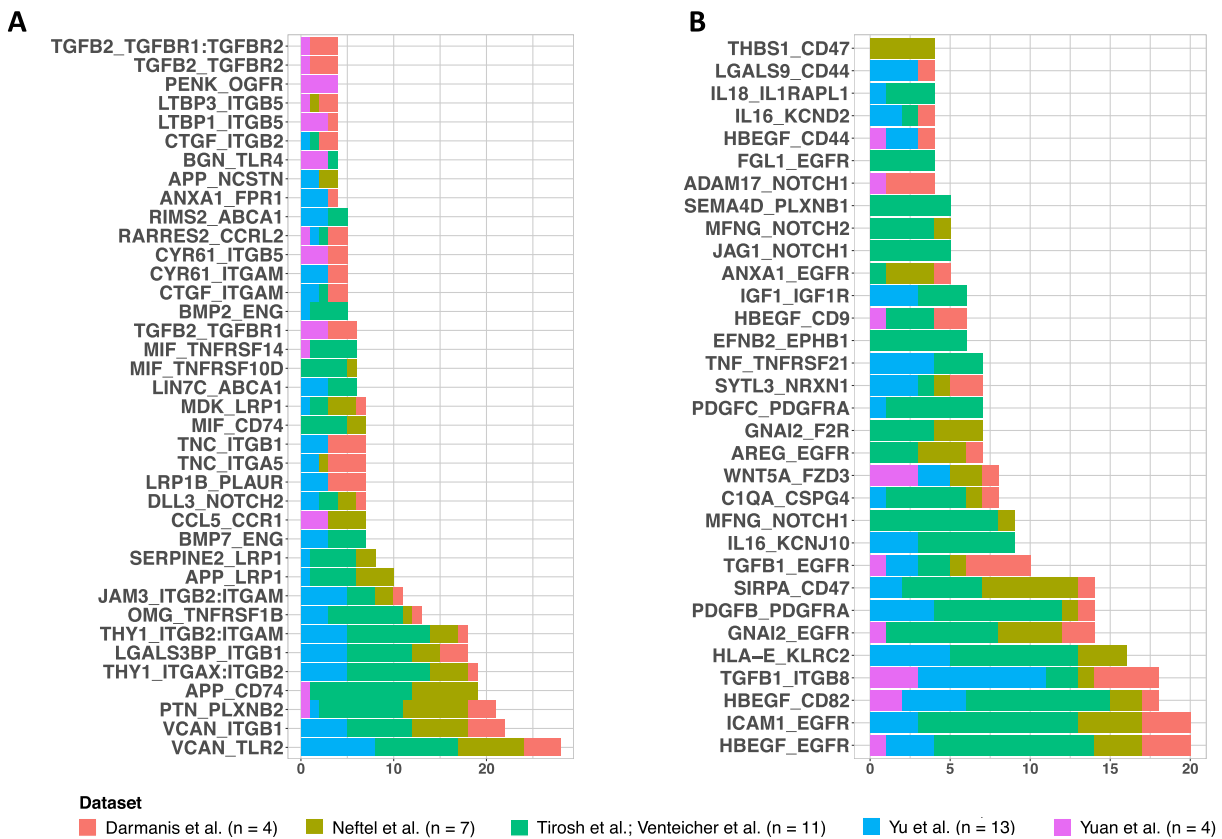 A
TGFB2_TGFBR1:TGFBR2
TGFB2_TGFBR2
PENK_OGFR
LTBP3_ITGB5
LTBP1_ITGB5
CTGF_ITGB2
BGN_TLR4
APP_NCSTN
ANXA1_FPR1
RIMS2_ABCA1
RARRES2_CCRL2
CYR61_ITGB5
CYR61_ITGAM
CTGF_ITGAM
BMP2_ENG
TGFB2_TGFBR1
MIF_TNFRSF14
MIF_TNFRSF10D
LIN7C_ABCA1
MDK_LRP1
MIF_CD74
TNC_ITGB1
TNC_ITGA5
LRP1B_PLAUR
DLL3_NOTCH2
CCL5_CCR1
BMP7_ENG
SERPINE2_LRP1
APP_LRP1
JAM3_ITGB2:ITGAM
OMG_TNFRSF1B
THY1_ITGB2:ITGAM
LGALS3BP_ITGB1
THY1_ITGAX:ITGB2
APP_CD74
PTN_PLXNB2
VCAN_ITGB1
VCAN_TLR2
0 10 20
B
THBS1_CD47
LGALS9_CD44
IL18_IL1RAPL1
IL16_KCND2
HBEGF_CD44
FGL1_EGFR
ADAM17_NOTCH1
SEMA4D_PLXNB1
MFNG_NOTCH2
JAG1_NOTCH1
ANXA1_EGFR
IGF1_IGF1R
HBEGF_CD9
EFNB2_EPHB1
TNF_TNFRSF21
SYTL3_NRXN1
PDGFC_PDGFRA
GNAI2_F2R
AREG_EGFR
WNT5A_FZD3
C1QA_CSPG4
MFNG_NOTCH1
IL16_KCNJ10
TGFB1_EGFR
SIRPA_CD47
PDGFB_PDGFRA
GNAI2_EGFR
HLA−E_KLRC2
TGFB1_ITGB8
HBEGF_CD82
ICAM1_EGFR
HBEGF_EGFR
0 5 10 15 20
Dataset
Darmanis et al. (n = 4) Neftel et al. (n = 7) Tirosh et al.; Venteicher et al. (n = 11) Yu et al. (n = 13) Yuan et al. (n = 4)